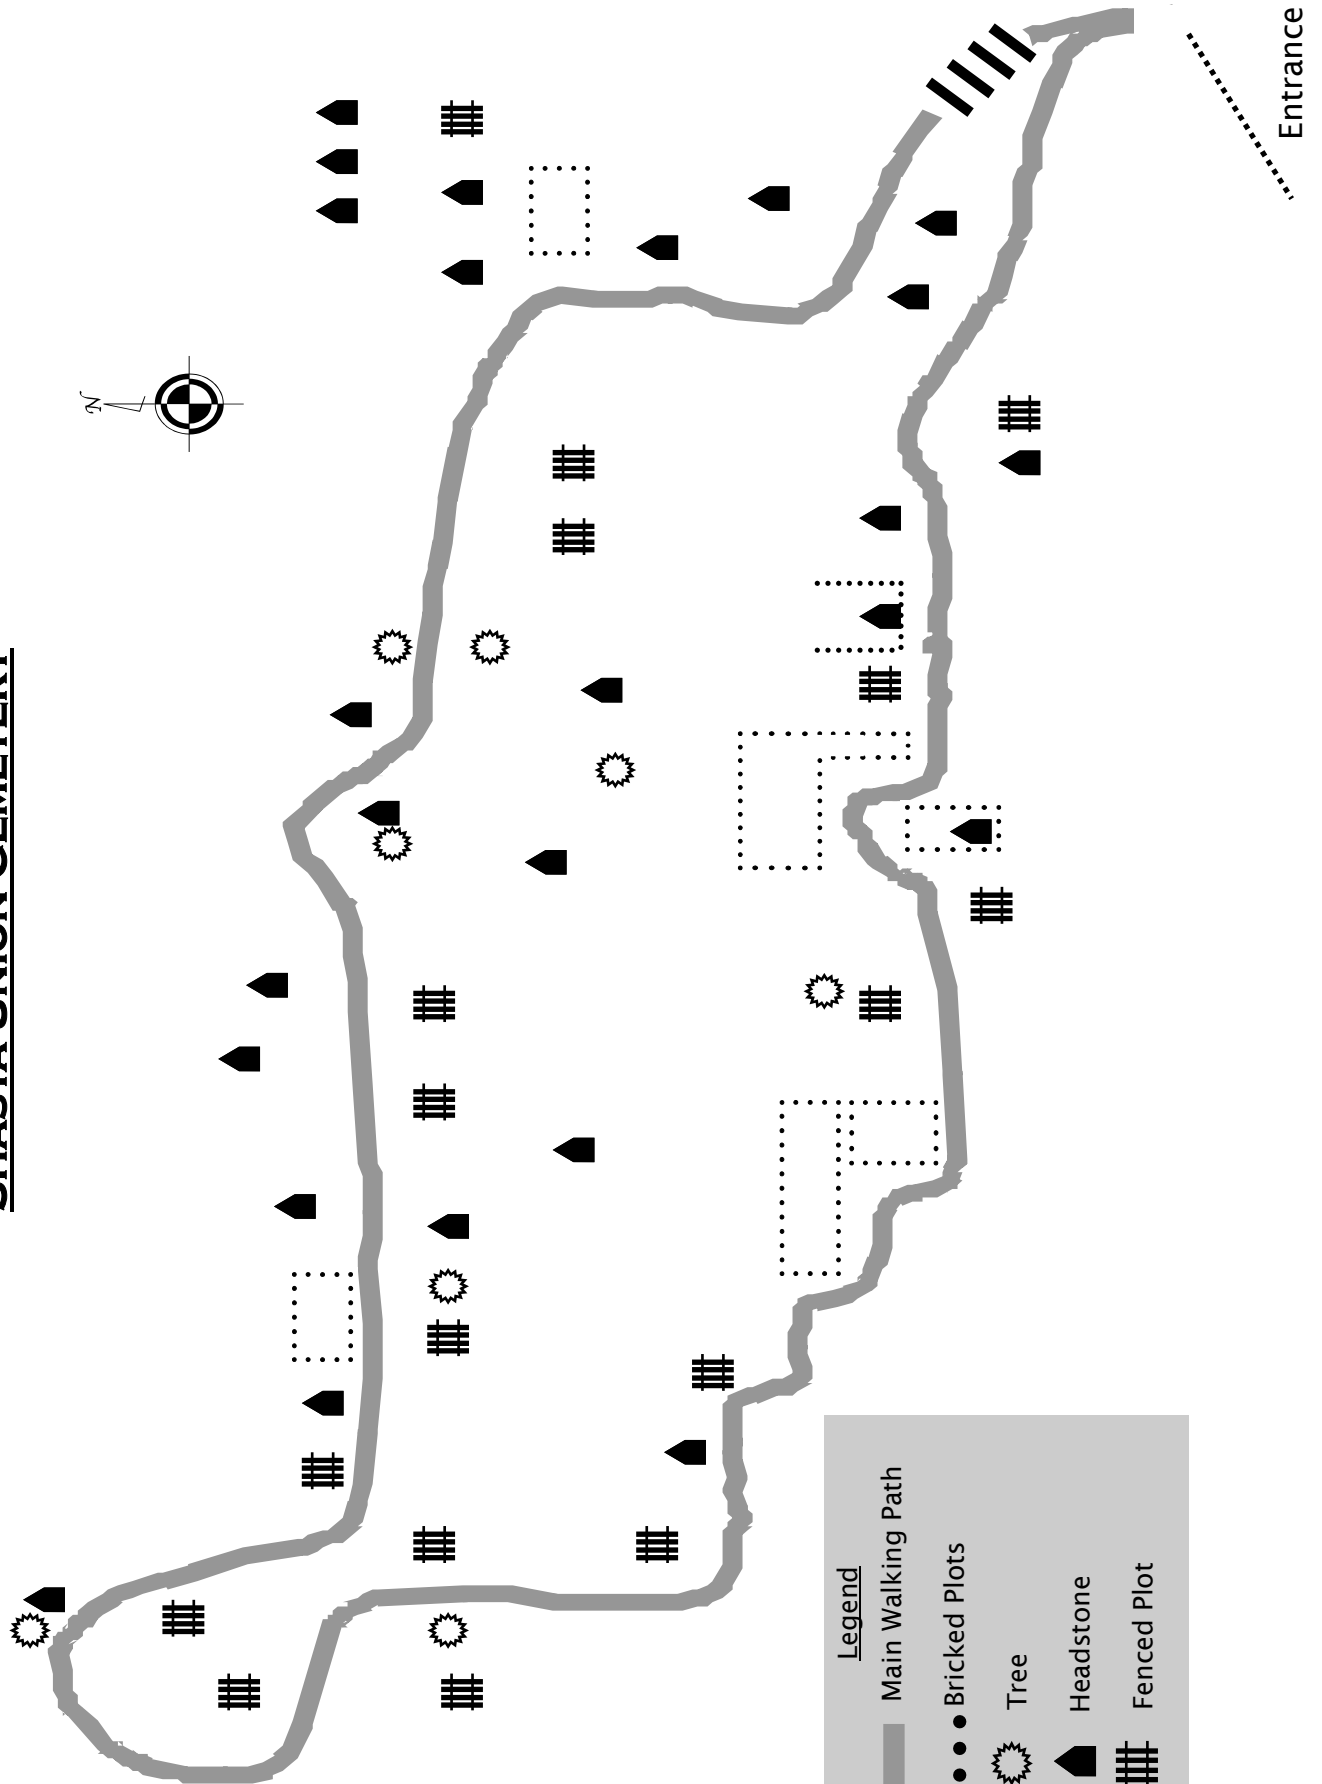 SHASTA UNION CEMETERY
N
Entrance
Legend
Main Walking Path
Bricked Plots
Tree
Headstone
Fenced Plot